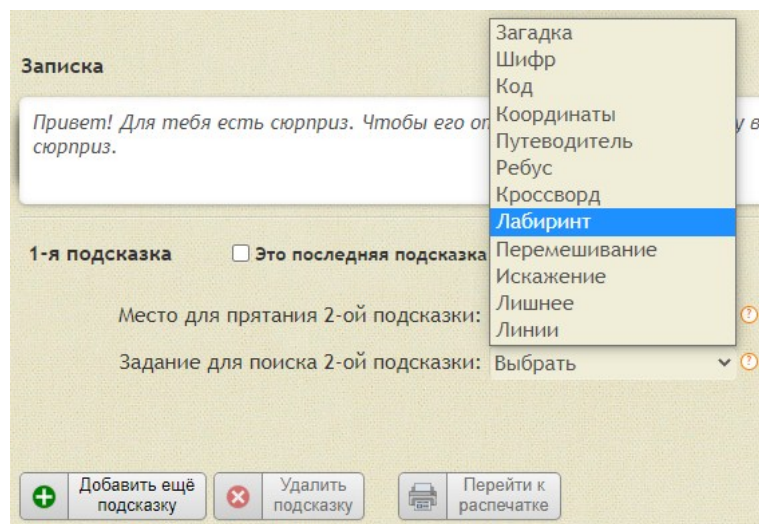 Загадка
Шифр
Код
Координаты
Путеводитель
Ребус
Кроссворд
Лабиринт
Перемешивание
Искажение
Лишнее
Линии
Записка
Привет! Для тебя есть сюрприз. Чтобы его
сюрприз.
1-я подсказка
Это последняя подсказка
Место для прятания 2-ой подсказки: ?
Задание для поиска 2-ой подсказки: Выбрать ?
Добавить ещё
подсказку
Удалить
подсказку
Перейти к
распечатке